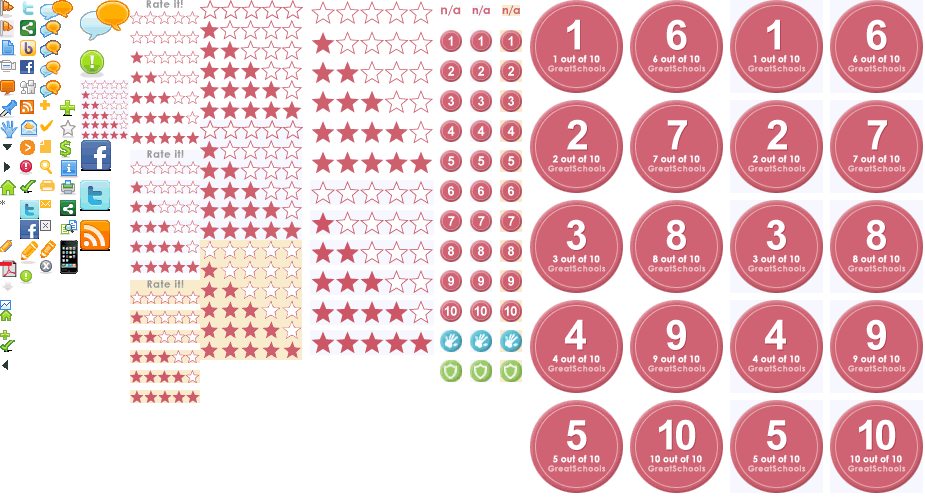 Rate it!
Rate it!
Rate it!
n/a n/a n/a
1 1 1
2 2 2
3 3 3
4 4 4
5 5 5
6 6 6
7 7 7
8 8 8
9 9 9
10 10 10
1 6 1 6
1 out of 10 6 out of 10 1 out of 10 6 out of 10
GreatSchools GreatSchools GreatSchools GreatSchools
2 7 2 7
2 out of 10 7 out of 10 2 out of 10 7 out of 10
GreatSchools GreatSchools GreatSchools GreatSchools
3 8 3 8
3 out of 10 8 out of 10 3 out of 10 8 out of 10
GreatSchools GreatSchools GreatSchools GreatSchools
4 9 4 9
4 out of 10 9 out of 10 4 out of 10 9 out of 10
GreatSchools GreatSchools GreatSchools GreatSchools
5 10 5 10
5 out of 10 10 out of 10 5 out of 10 10 out of 10
GreatSchools GreatSchools GreatSchools GreatSchools